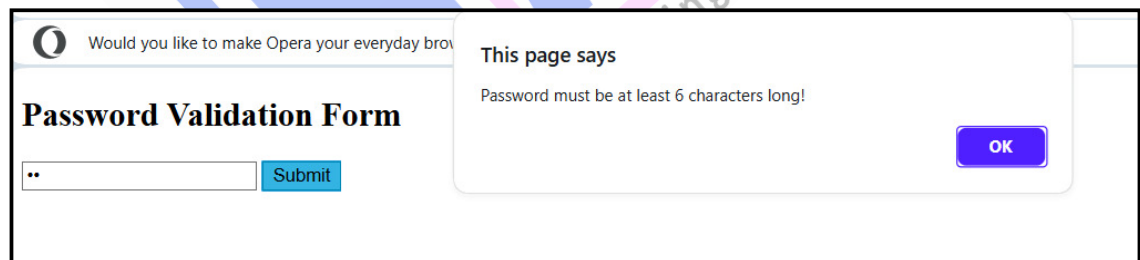 Would you like to make Opera your everyday brow
This page says
Password must be at least 6 characters long!
OK
Password Validation Form
Submit